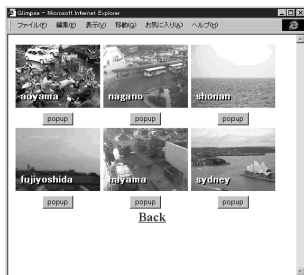 Glimpse - Microsoft Internet Explorer
ファイル(F) 編集(E) 表示(V) 移動(G) お気に入り(A) ヘルプ(H)
aoyama nagano shonan
popup popup popup
fujiyoshida hayama sydney
popup popup popup
Back